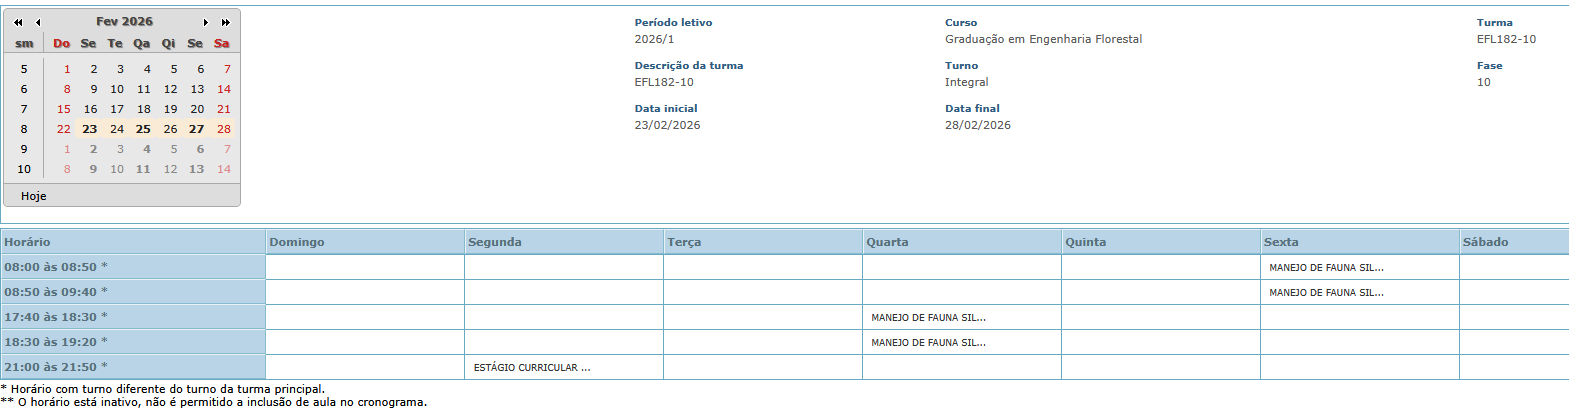 Fev 2026
sm Do Se Te Qa Qi Se Sa
5 1 2 3 4 5 6 7
6 8 9 10 11 12 13 14
7 15 16 17 18 19 20 21
8 22 23 24 25 26 27 28
9 1 2 3 4 5 6 7
10 8 9 10 11 12 13 14
Hoje
Período letivo Curso Turma
2026/1 Graduação em Engenharia Florestal EFL182-10
Descrição da turma Turno Fase
EFL182-10 Integral 10
Data inicial Data final
23/02/2026 28/02/2026
Horário Domingo Segunda Terça Quarta Quinta Sexta Sábado
08:00 às 08:50 * MANEJO DE FAUNA SIL...
08:50 às 09:40 * MANEJO DE FAUNA SIL...
17:40 às 18:30 * MANEJO DE FAUNA SIL...
18:30 às 19:20 * MANEJO DE FAUNA SIL...
21:00 às 21:50 * ESTÁGIO CURRICULAR ...
* Horário com turno diferente do turno da turma principal.
** O horário está inativo, não é permitido a inclusão de aula no cronograma.